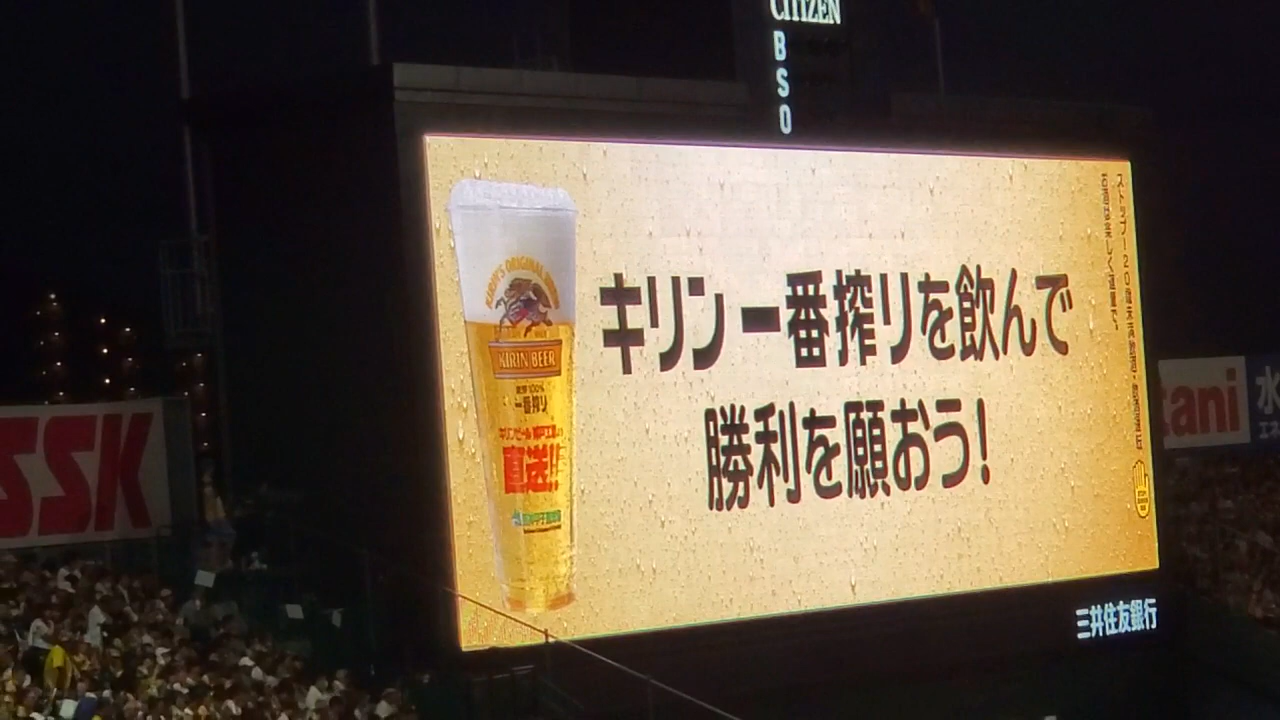 CITIZEN
B
S
O
キリン一番搾りを飲んで
勝利を願おう!
KIRIN BEER
一番搾り
直送!!
SSK
tani
水
三井住友銀行